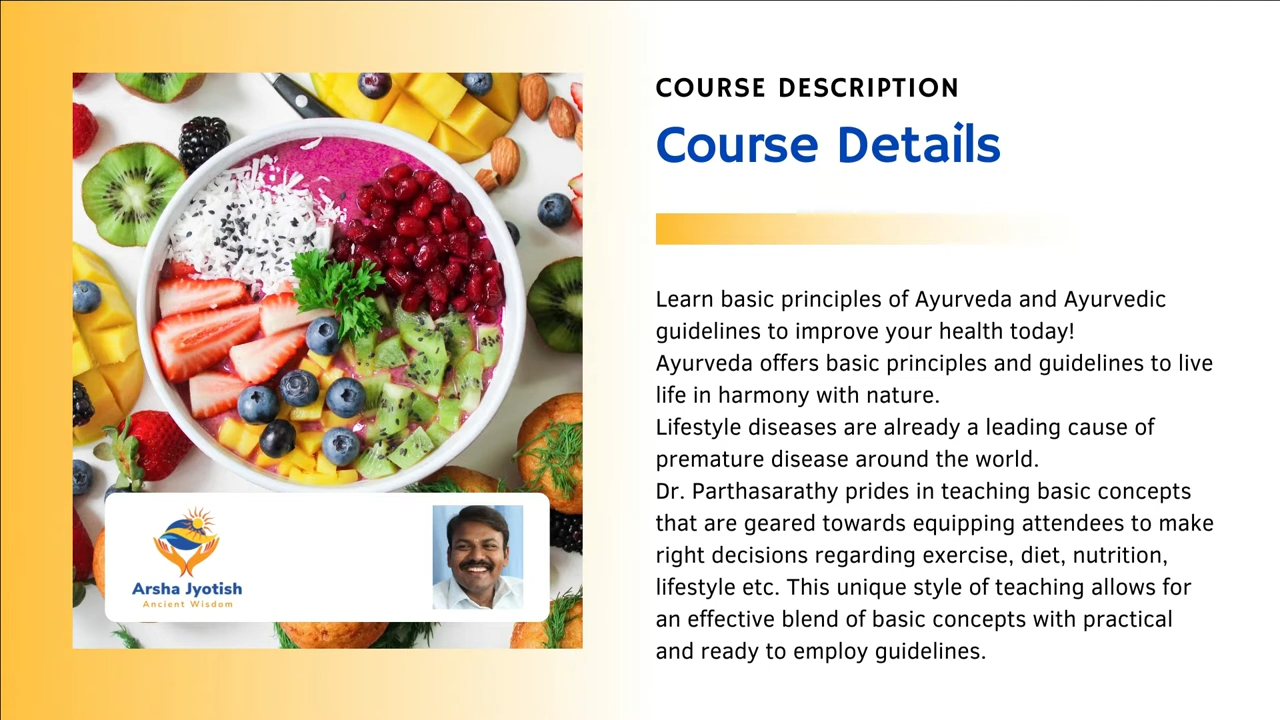 COURSE DESCRIPTION
Course Details
Learn basic principles of Ayurveda and Ayurvedic
guidelines to improve your health today!
Ayurveda offers basic principles and guidelines to live
life in harmony with nature.
Lifestyle diseases are already a leading cause of
premature disease around the world.
Dr. Parthasarathy prides in teaching basic concepts
that are geared towards equipping attendees to make
right decisions regarding exercise, diet, nutrition,
lifestyle etc. This unique style of teaching allows for
an effective blend of basic concepts with practical
and ready to employ guidelines.
Arsha Jyotish
Ancient Wisdom